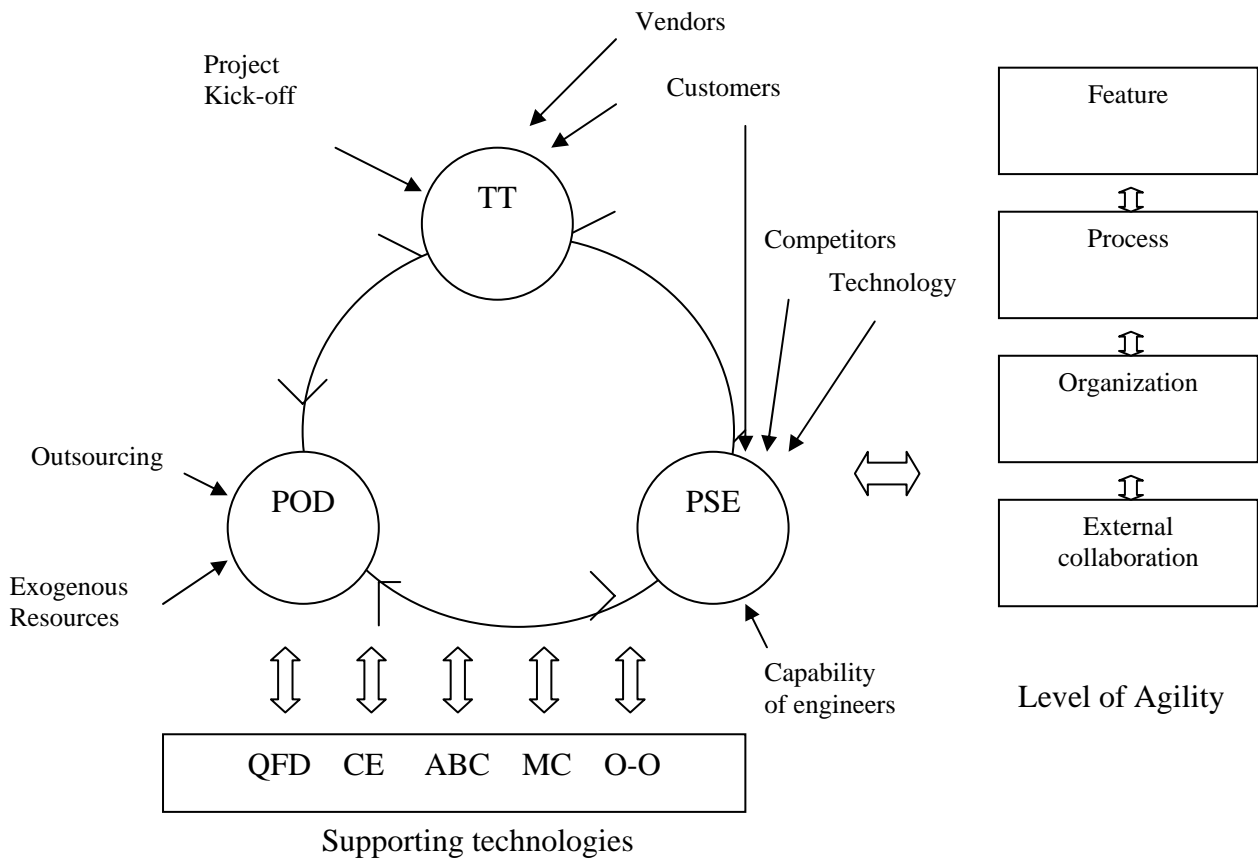 Vendors
Project
Kick-off
Customers
Feature
TT
Process
Competitors
Technology
Organization
Outsourcing
POD
PSE
External
collaboration
Exogenous
Resources
Capability
of engineers
Level of Agility
QFD CE ABC MC O-O
Supporting technologies